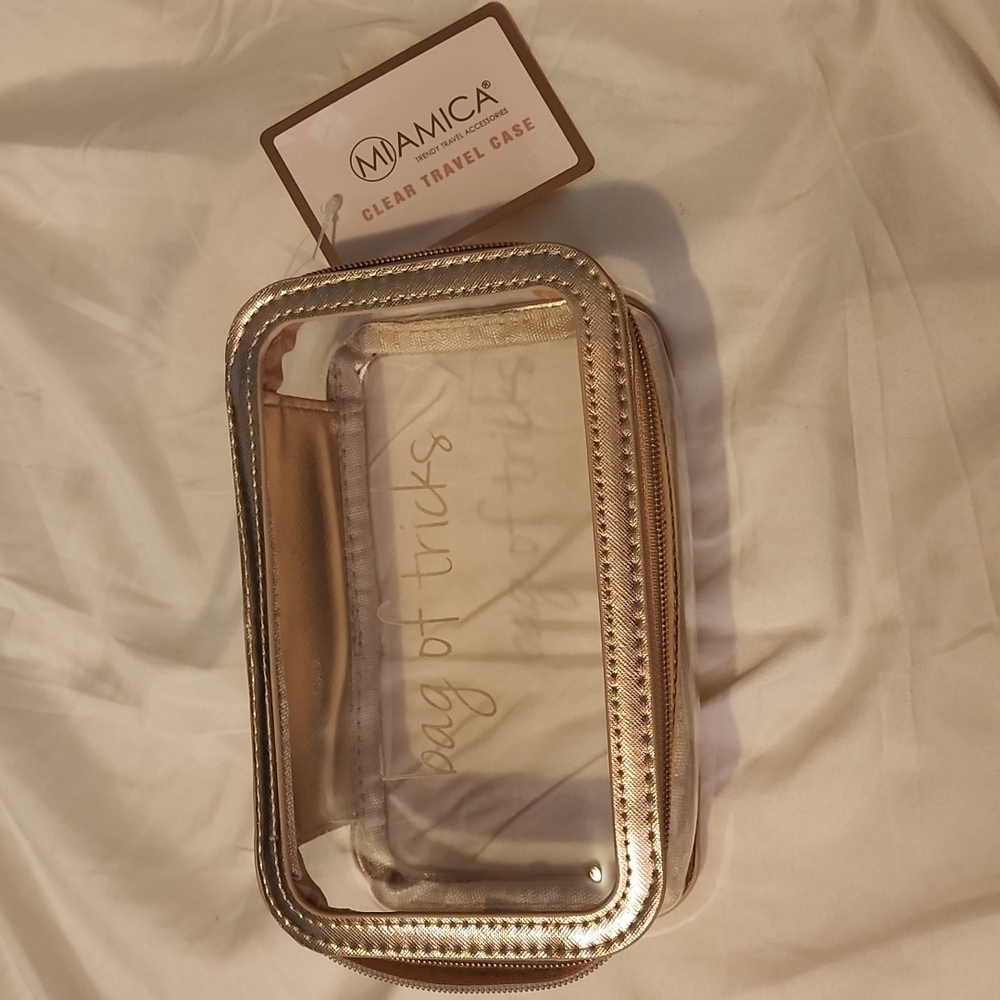 MIAMICA®
TRENDY TRAVEL ACCESSORIES
CLEAR TRAVEL CASE
bag of tricks